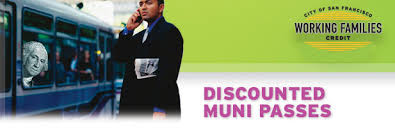 CITY OF SAN FRANCISCO
WORKING FAMILIES
CREDIT
DISCOUNTED
MUNI PASSES